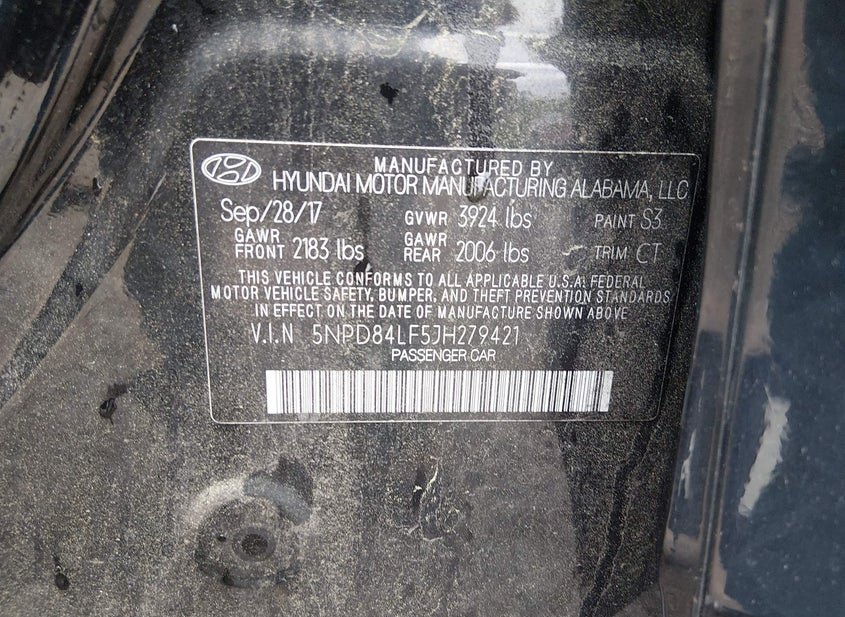 MANUFACTURED BY
HYUNDAI MOTOR MANUFACTURING ALABAMA, LLC
Sep/28/17 GVWR 3924 lbs PAINT S3
GAWR FRONT 2183 lbs GAWR REAR 2006 lbs TRIM CT
THIS VEHICLE CONFORMS TO ALL APPLICABLE U.S.A. FEDERAL
MOTOR VEHICLE SAFETY, BUMPER, AND THEFT PREVENTION STANDARDS
IN EFFECT ON THE DATE OF MANUFACTURE SHOWN ABOVE
V.I.N 5NPD84LF5JH279421
PASSENGER CAR